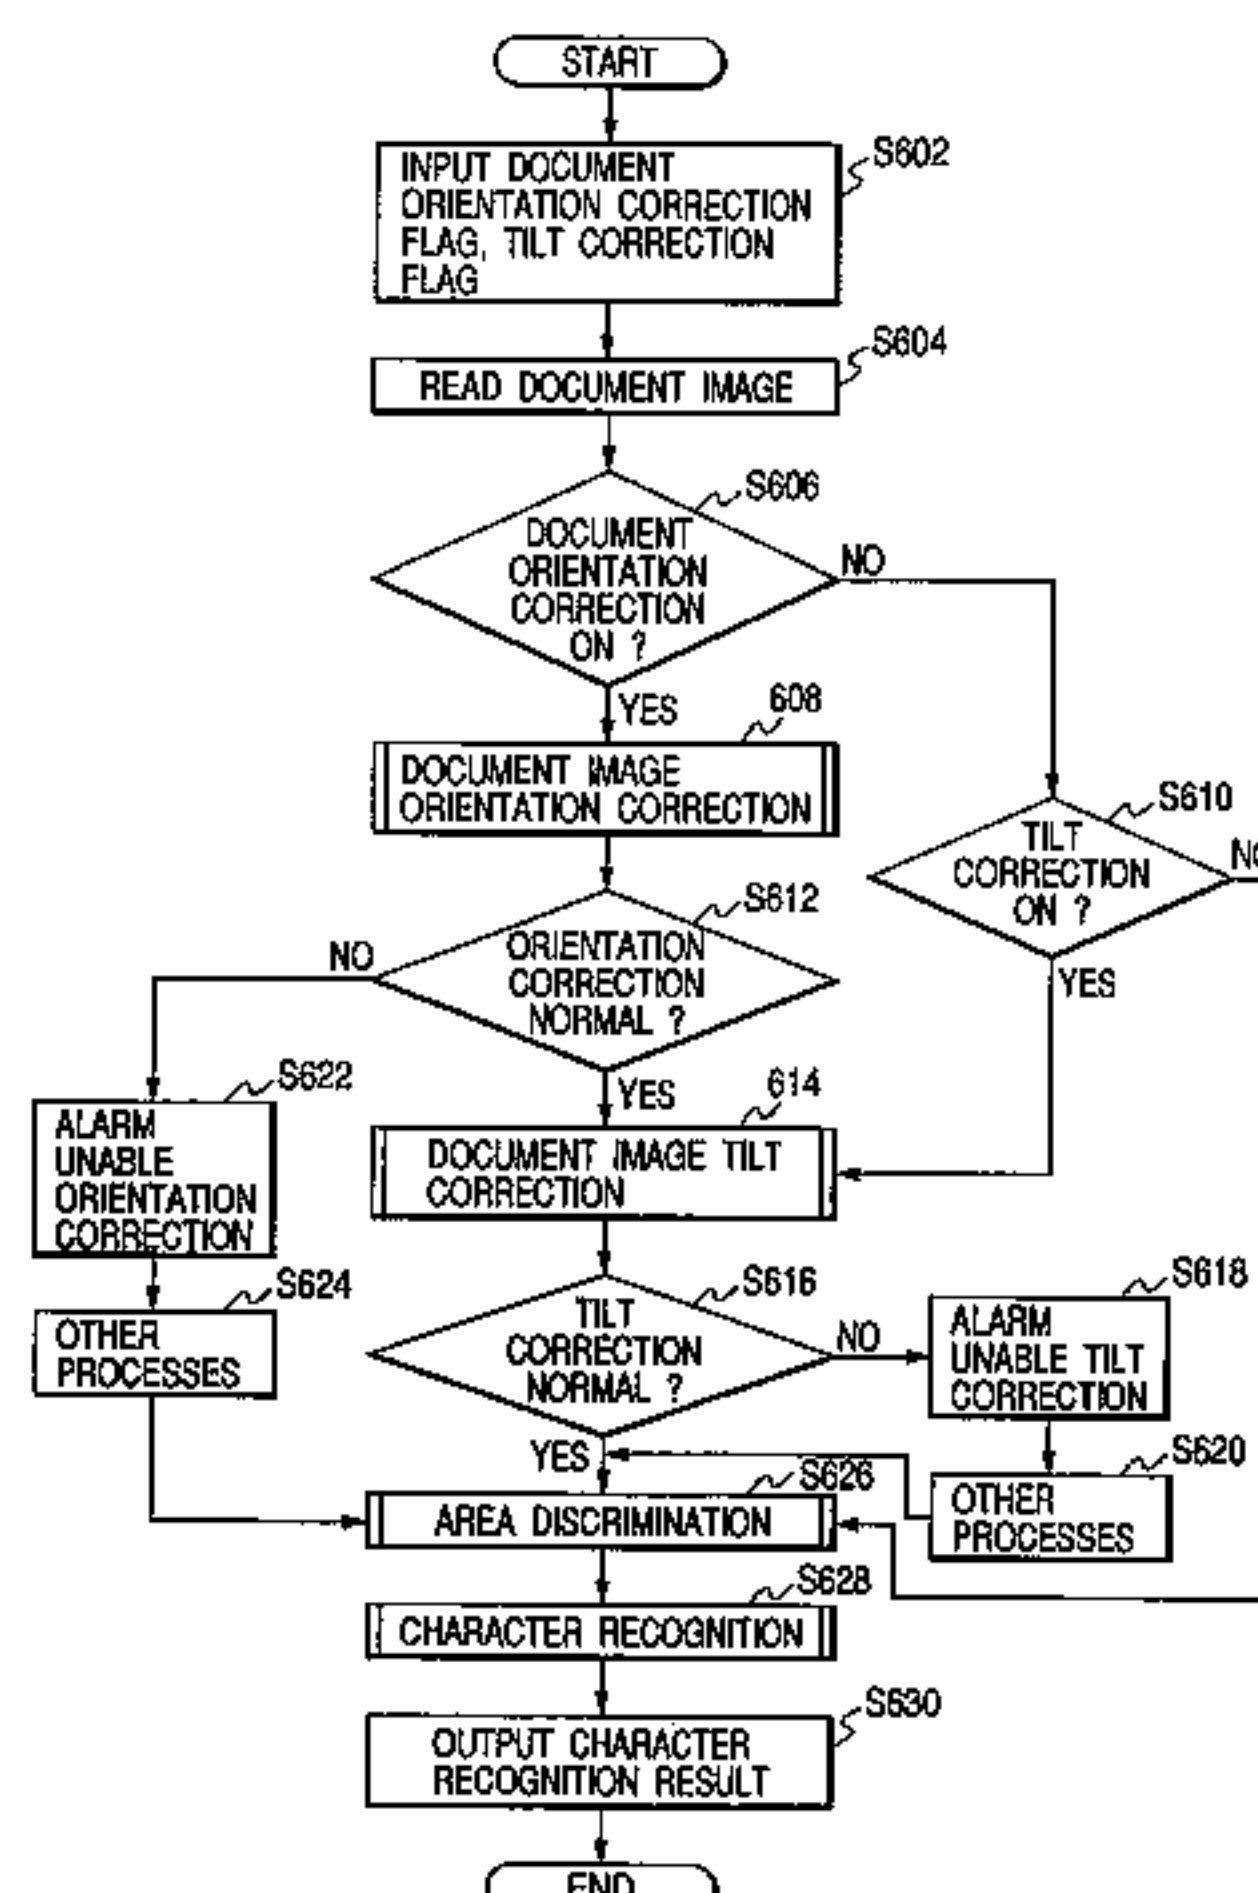 START
S602
INPUT DOCUMENT
ORIENTATION CORRECTION
FLAG, TILT CORRECTION
FLAG
S604
READ DOCUMENT IMAGE
S606
DOCUMENT
ORIENTATION
CORRECTION
ON ?
NO
YES
608
DOCUMENT IMAGE
ORIENTATION CORRECTION
S610
TILT
CORRECTION
ON ?
NO
YES
S612
ORIENTATION
CORRECTION
NORMAL ?
NO
YES
S622
ALARM
UNABLE
ORIENTATION
CORRECTION
614
DOCUMENT IMAGE TILT
CORRECTION
S624
OTHER
PROCESSES
S616
TILT
CORRECTION
NORMAL ?
NO
YES
S618
ALARM
UNABLE TILT
CORRECTION
S620
OTHER
PROCESSES
S626
AREA DISCRIMINATION
S628
CHARACTER RECOGNITION
S630
OUTPUT CHARACTER
RECOGNITION RESULT
END